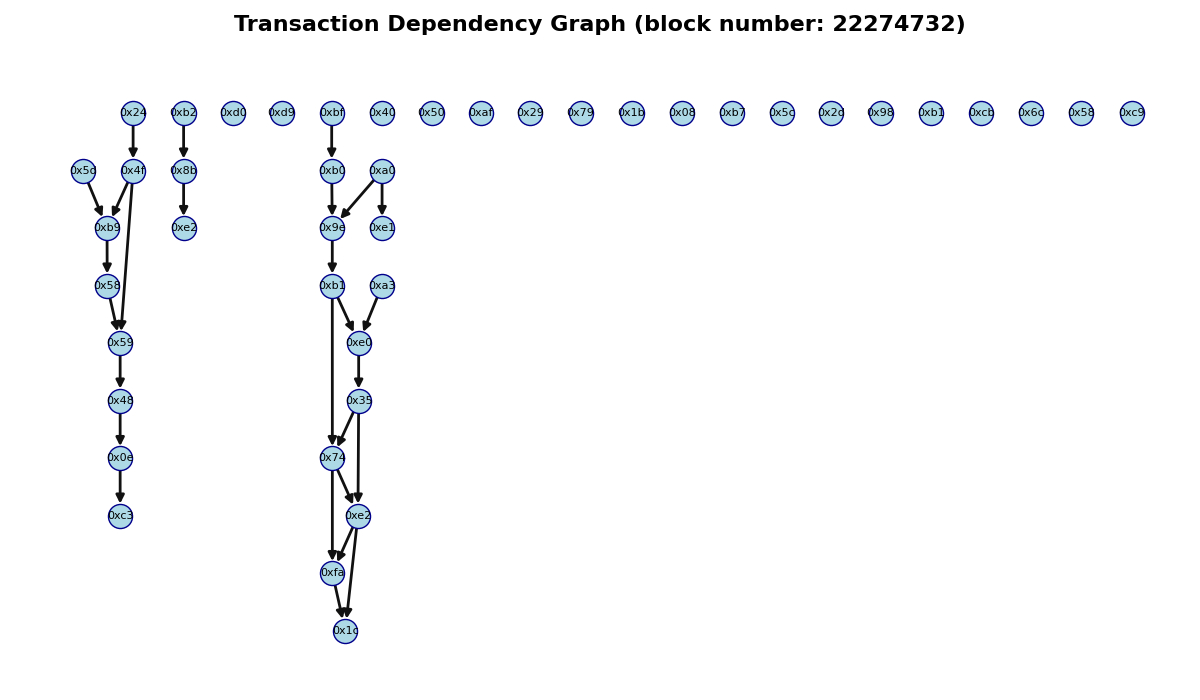 Transaction Dependency Graph (block number: 22274732)
0x24 0xb2 0xd0 0xd9 0xbf 0x40 0x50 0xaf 0x29 0x79 0x1b 0x08 0xb7 0x5c 0x2d 0x98 0xb1 0xcb 0x6c 0x58 0xc9
0x5d 0x4f 0x8b 0xb0 0xa0
0xb9 0xe2 0x9e 0xe1
0x58 0xb1 0xa3
0x59 0xe0
0x48 0x35
0x0e 0x74
0xc3 0xe2
0xfa
0x1c